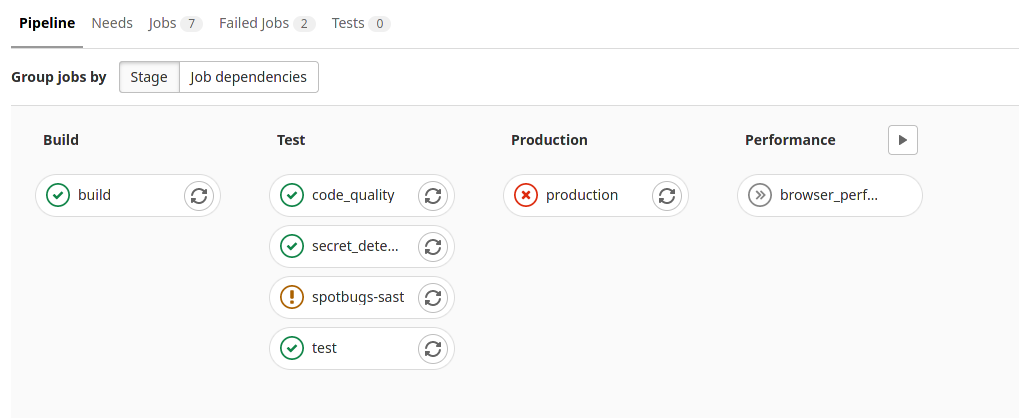 Pipeline Needs Jobs 7 Failed Jobs 2 Tests 0
Group jobs by Stage Job dependencies
Build Test Production Performance
build code_quality production browser_perf...
secret_dete...
spotbugs-sast
test